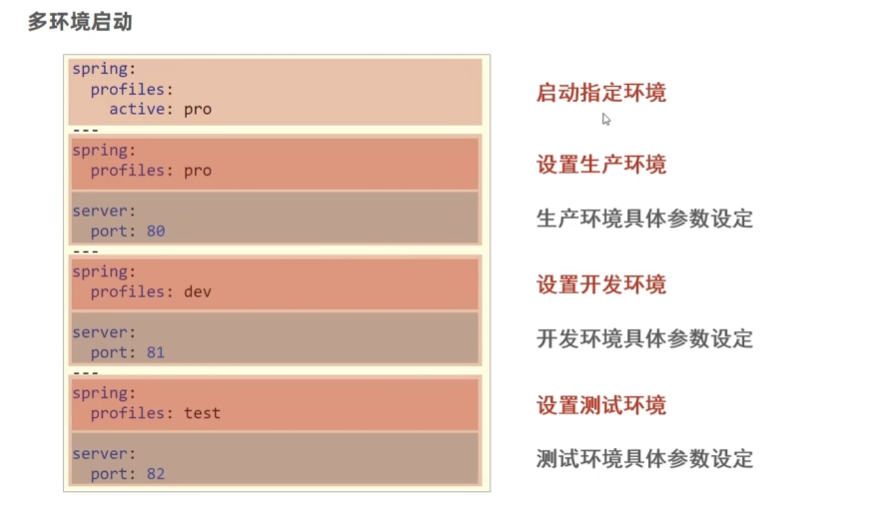 多环境启动
spring:
  profiles:
    active: pro
启动指定环境
---
spring:
  profiles: pro
设置生产环境
server:
  port: 80
生产环境具体参数设定
---
spring:
  profiles: dev
设置开发环境
server:
  port: 81
开发环境具体参数设定
---
spring:
  profiles: test
设置测试环境
server:
  port: 82
测试环境具体参数设定